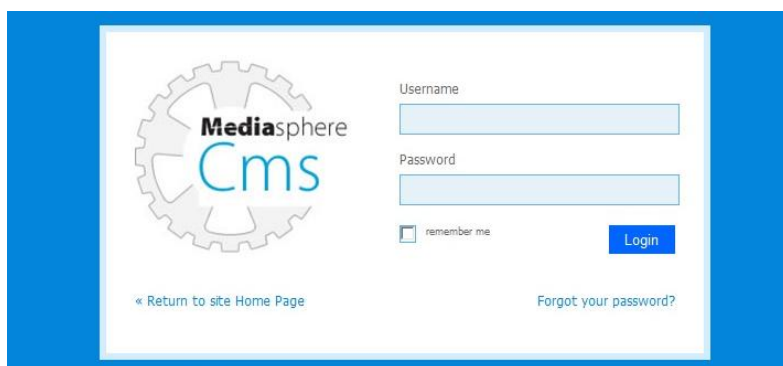 Mediasphere
Cms
Username
Password
remember me
Login
« Return to site Home Page
Forgot your password?